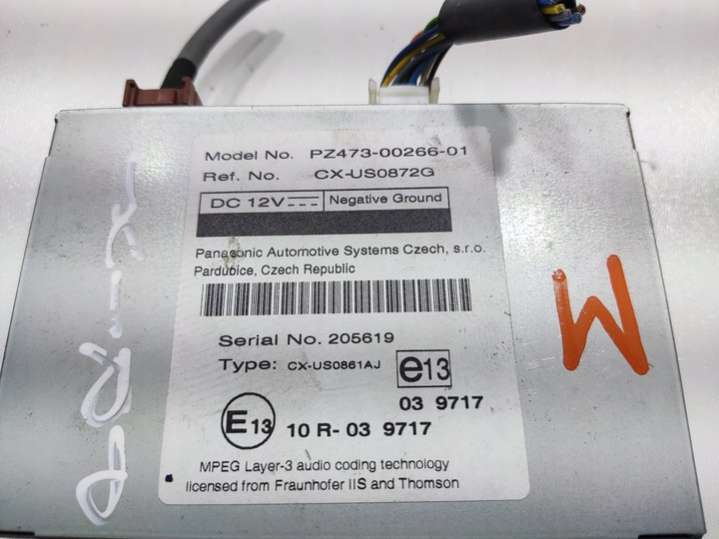 Model No. PZ473-00266-01
Ref. No. CX-US0872G
DC 12V Negative Ground
Panasonic Automotive Systems Czech, s.r.o.
Pardubice, Czech Republic
Serial No. 205619
Type: CX-US0861AJ e13
03 9717
E13 10 R-03 9717
MPEG Layer-3 audio coding technology
licensed from Fraunhofer IIS and Thomson